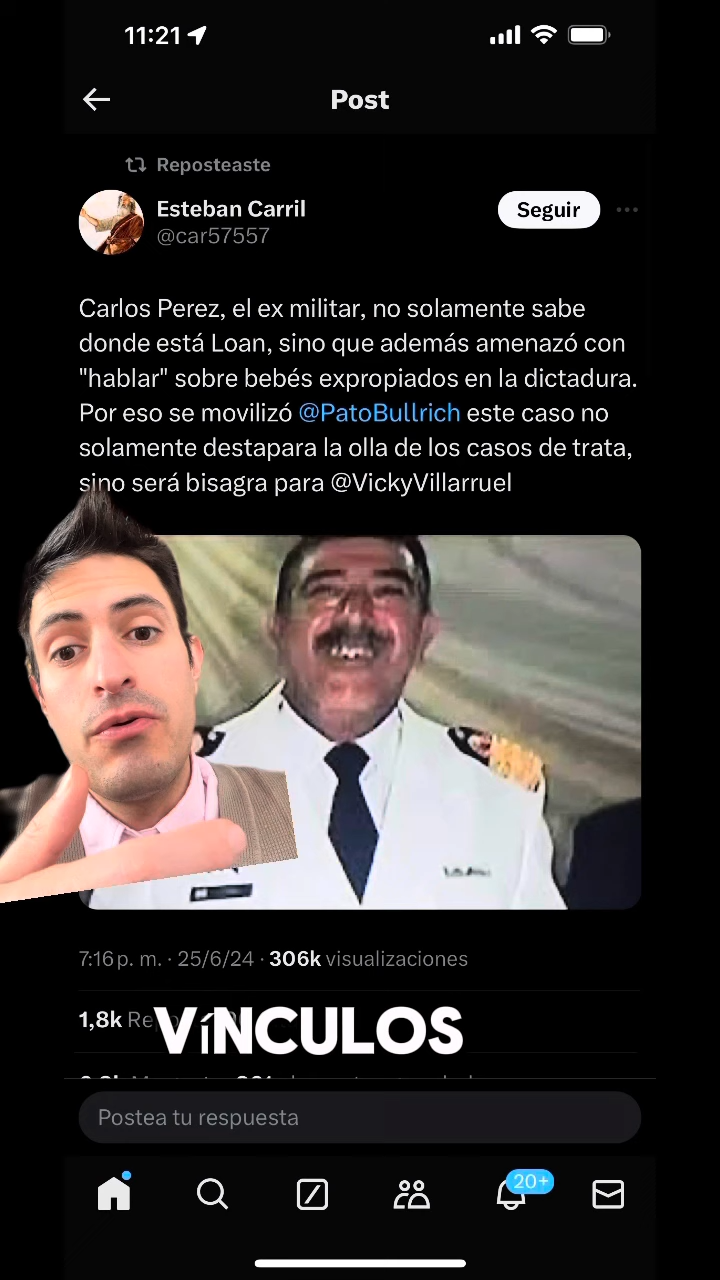 11:21
Post
Reposteaste
Esteban Carril
Seguir
@car57557
Carlos Perez, el ex militar, no solamente sabe
donde está Loan, sino que además amenazó con
"hablar" sobre bebés expropiados en la dictadura.
Por eso se movilizó @PatoBullrich este caso no
solamente destapara la olla de los casos de trata,
sino será bisagra para @VickyVillarruel
7:16 p. m. · 25/6/24 · 306k visualizaciones
1,8k
VíNCULOS
Postea tu respuesta
20+